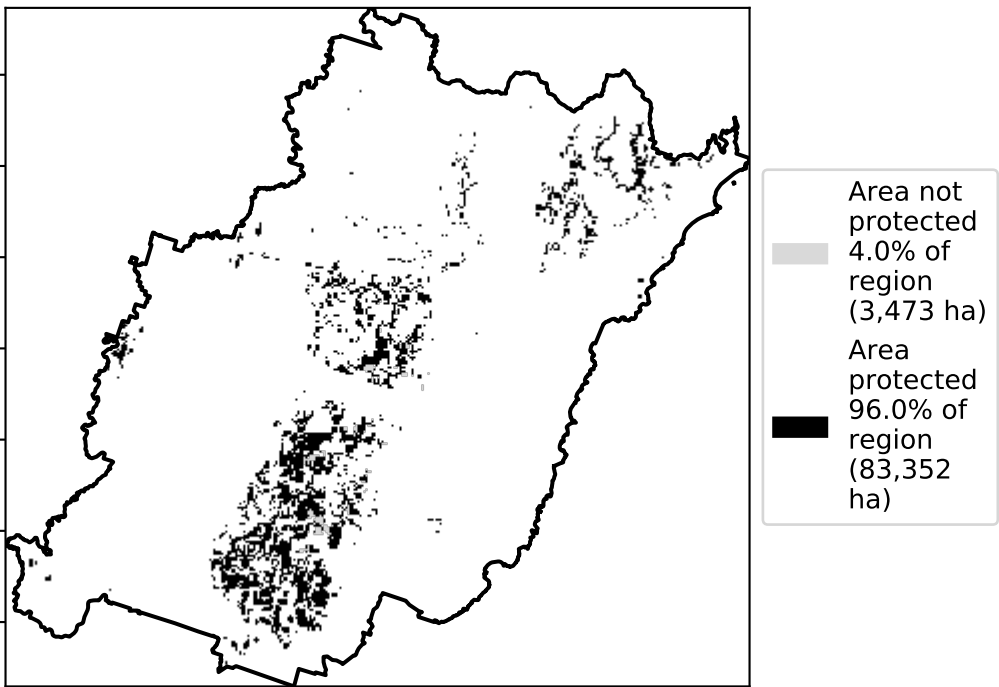 Area not
protected
4.0% of
region
(3,473 ha)
Area
protected
96.0% of
region
(83,352
ha)